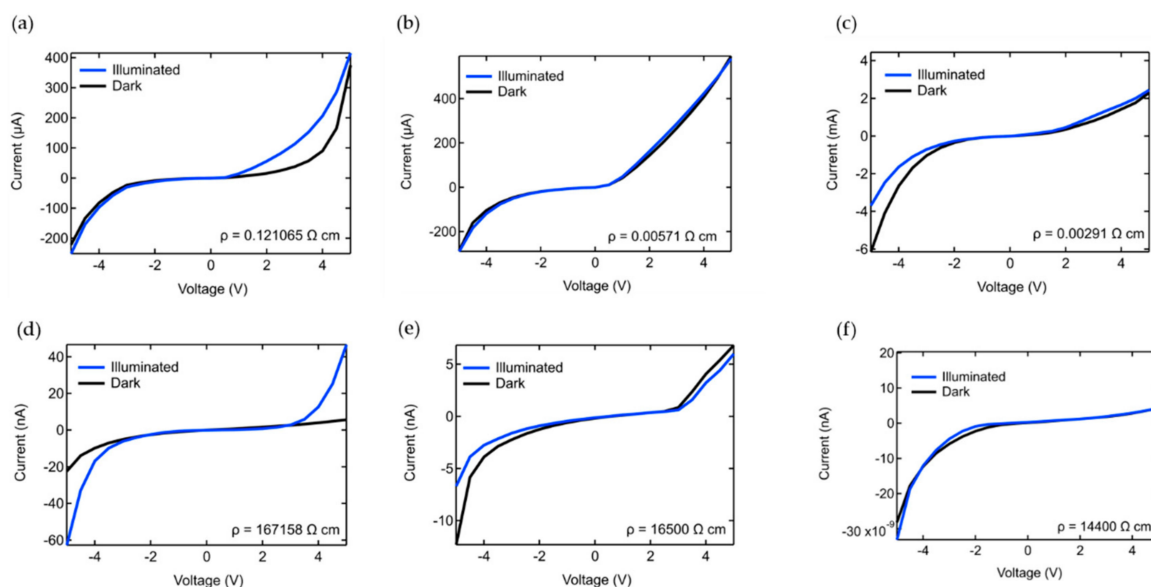 (a)
400
300
200
100
0
-100
-200
-4
-2
0
2
4
Current (μA)
Voltage (V)
Illuminated
Dark
ρ = 0.121065 Ω cm
(b)
400
200
0
-200
-4
-2
0
2
4
Current (μA)
Voltage (V)
Illuminated
Dark
ρ = 0.00571 Ω cm
(c)
4
2
0
-2
-4
-6
-4
-2
0
2
4
Current (mA)
Voltage (V)
Illuminated
Dark
ρ = 0.00291 Ω cm
(d)
40
20
0
-20
-40
-60
-4
-2
0
2
4
Current (nA)
Voltage (V)
Illuminated
Dark
ρ = 167158 Ω cm
(e)
5
0
-5
-10
-4
-2
0
2
4
Current (nA)
Voltage (V)
Illuminated
Dark
ρ = 16500 Ω cm
(f)
20
10
0
-10
-20
-30 x10⁻⁹
-4
-2
0
2
4
Current (nA)
Voltage (V)
Illuminated
Dark
ρ = 14400 Ω cm